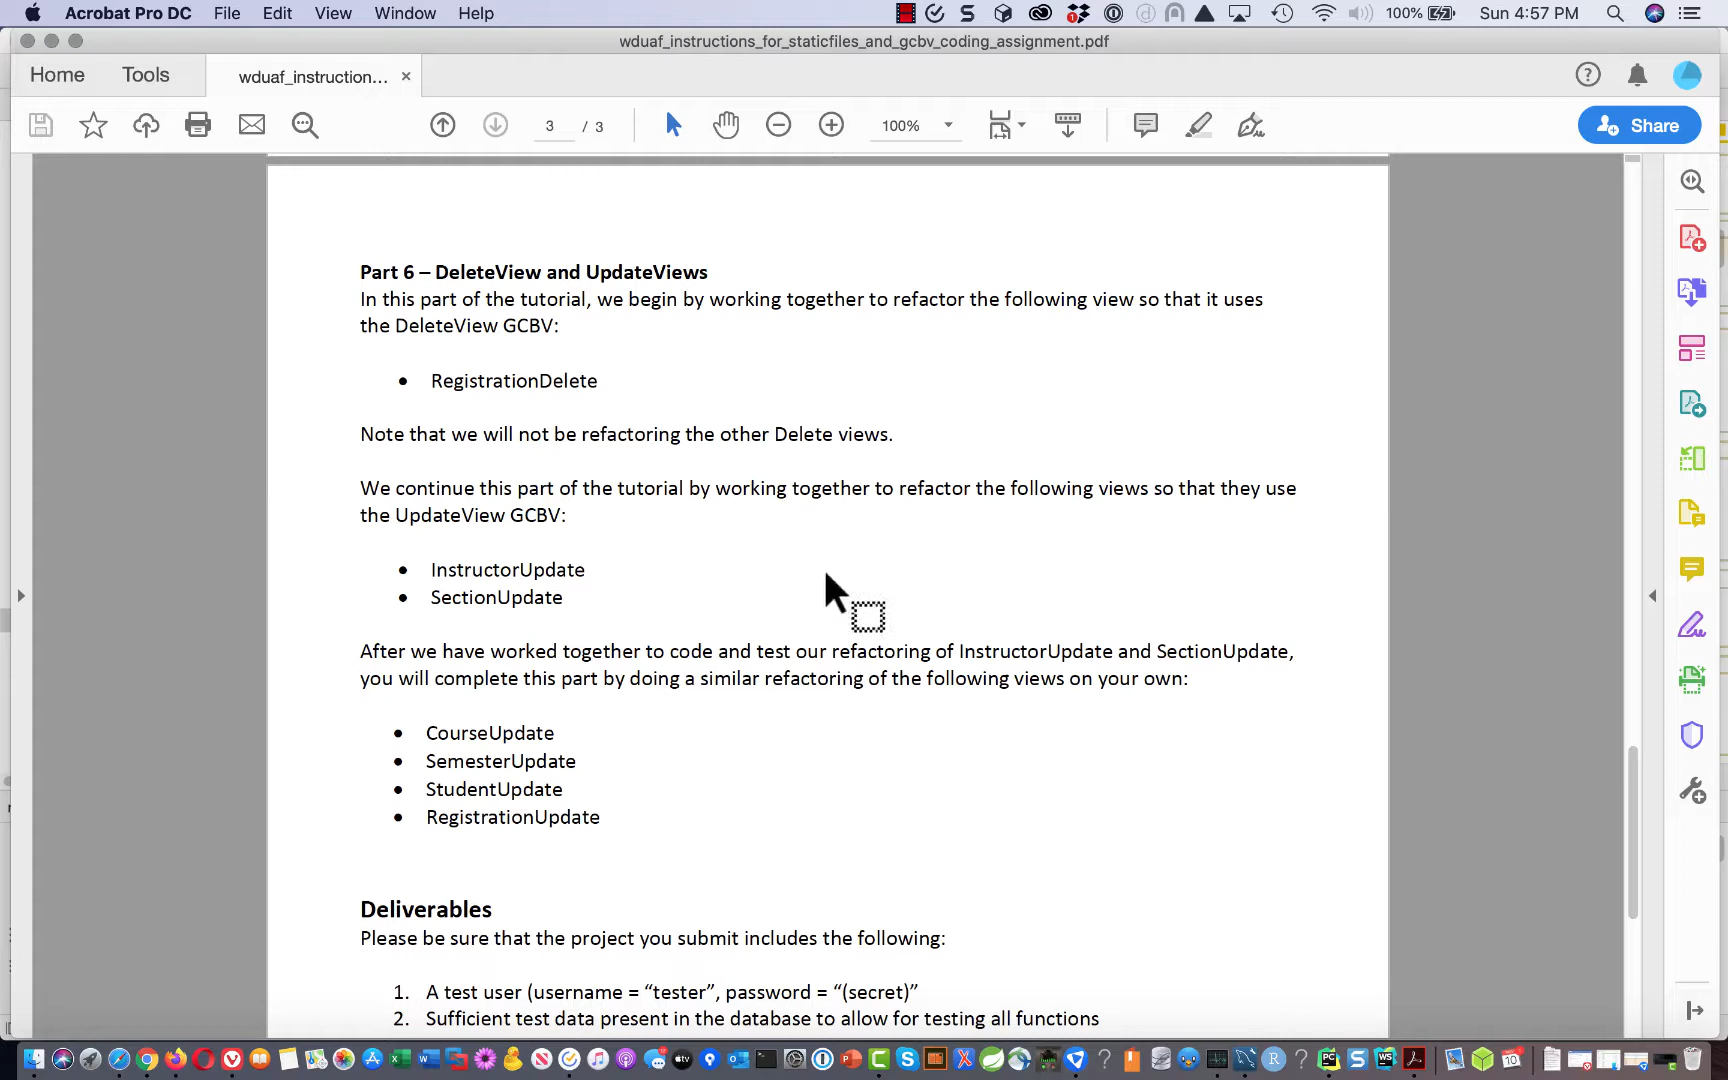 Acrobat Pro DC File Edit View Window Help 100% Sun 4:57 PM
wduaf_instructions_for_staticfiles_and_gcbv_coding_assignment.pdf
Home Tools wduaf_instruction... ×
3 / 3 100% Share
Part 6 – DeleteView and UpdateViews
In this part of the tutorial, we begin by working together to refactor the following view so that it uses
the DeleteView GCBV:
• RegistrationDelete
Note that we will not be refactoring the other Delete views.
We continue this part of the tutorial by working together to refactor the following views so that they use
the UpdateView GCBV:
• InstructorUpdate
• SectionUpdate
After we have worked together to code and test our refactoring of InstructorUpdate and SectionUpdate,
you will complete this part by doing a similar refactoring of the following views on your own:
• CourseUpdate
• SemesterUpdate
• StudentUpdate
• RegistrationUpdate
Deliverables
Please be sure that the project you submit includes the following:
1. A test user (username = “tester”, password = “(secret)”
2. Sufficient test data present in the database to allow for testing all functions